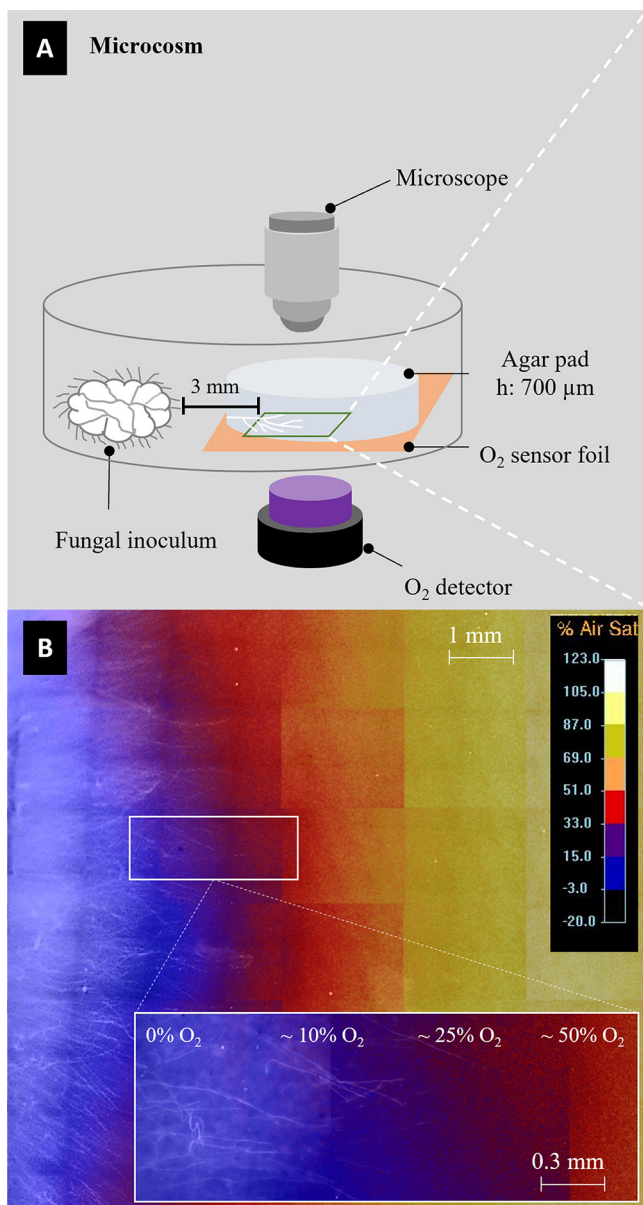 A
Microcosm
Microscope
3 mm
Agar pad
h: 700 µm
O₂ sensor foil
Fungal inoculum
O₂ detector
B
1 mm
% Air Sat
123.0
105.0
87.0
69.0
51.0
33.0
15.0
-3.0
-20.0
0% O₂
~ 10% O₂
~ 25% O₂
~ 50% O₂
0.3 mm